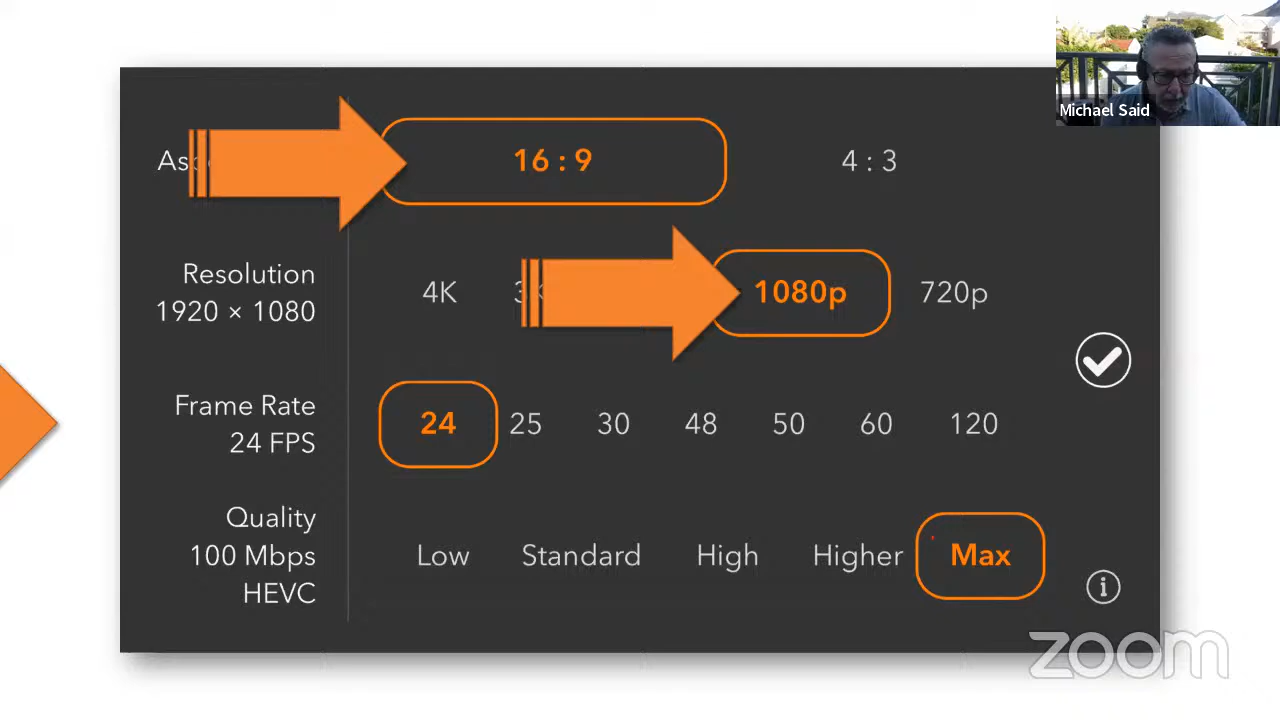 Michael Said
16 : 9
4 : 3
Resolution
1920 × 1080
4K
1080p
720p
Frame Rate
24 FPS
24
25
30
48
50
60
120
Quality
100 Mbps
HEVC
Low
Standard
High
Higher
Max
zoom